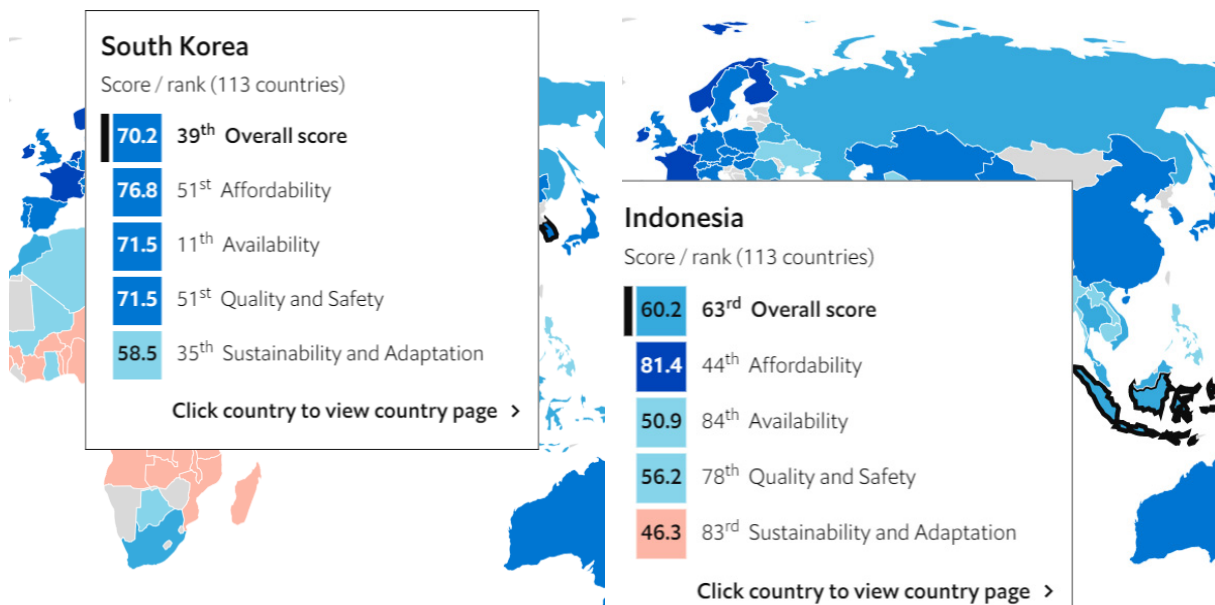 South Korea
Score / rank (113 countries)
70.2 39th Overall score
76.8 51st Affordability
71.5 11th Availability
71.5 51st Quality and Safety
58.5 35th Sustainability and Adaptation
Click country to view country page >
Indonesia
Score / rank (113 countries)
60.2 63rd Overall score
81.4 44th Affordability
50.9 84th Availability
56.2 78th Quality and Safety
46.3 83rd Sustainability and Adaptation
Click country to view country page >